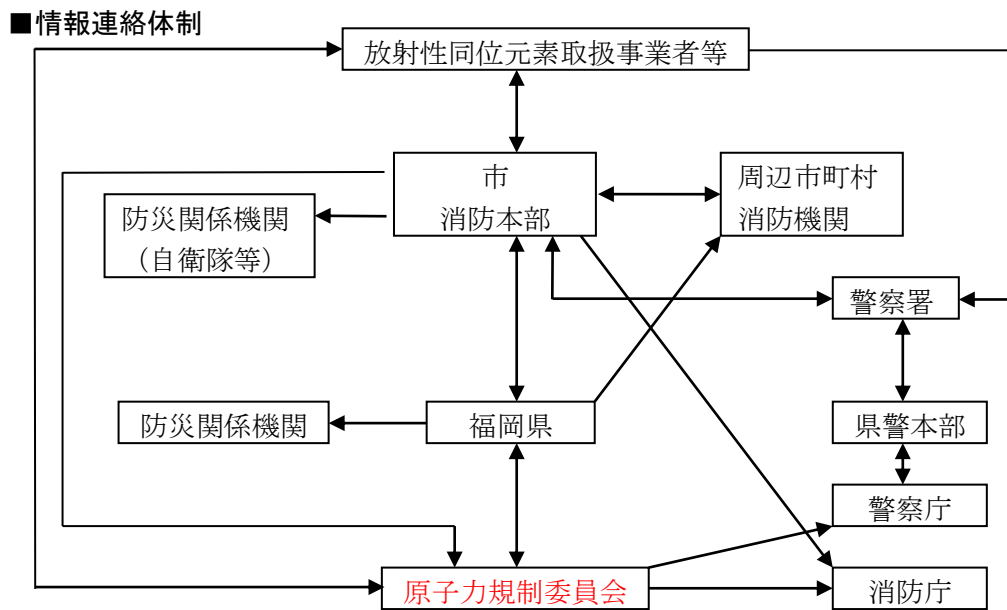 ■情報連絡体制
放射性同位元素取扱事業者等
市
消防本部
周辺市町村
消防機関
防災関係機関
（自衛隊等）
警察署
防災関係機関
福岡県
県警本部
警察庁
原子力規制委員会
消防庁